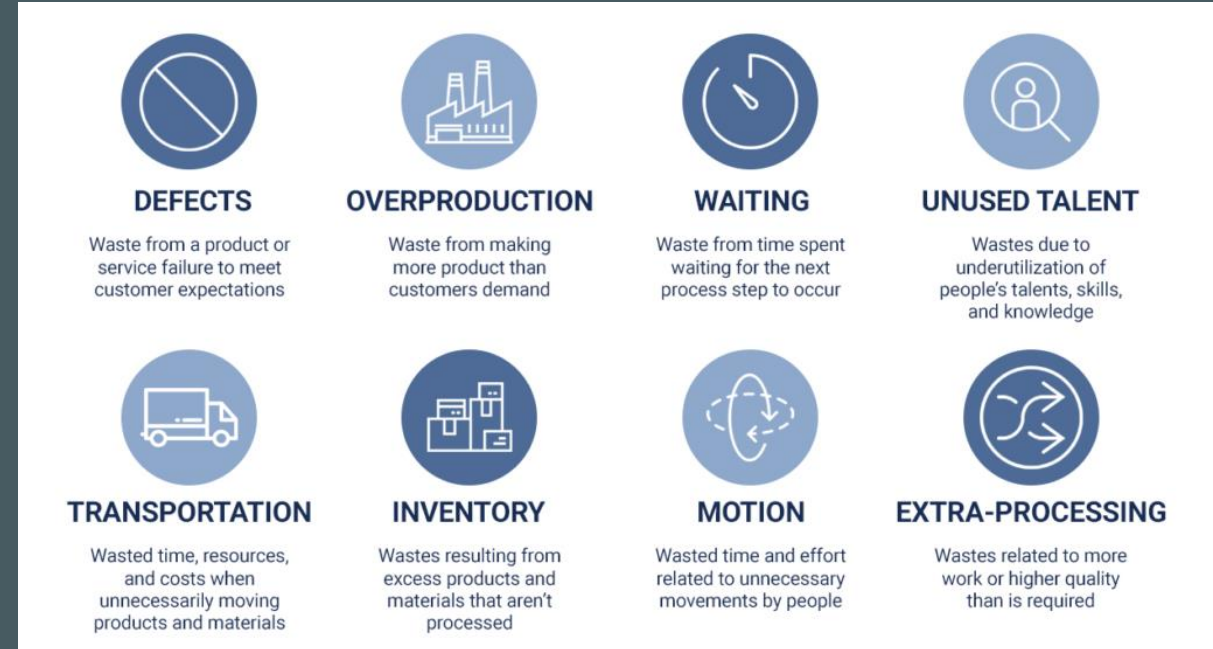 DEFECTS
Waste from a product or
service failure to meet
customer expectations
OVERPRODUCTION
Waste from making
more product than
customers demand
WAITING
Waste from time spent
waiting for the next
process step to occur
UNUSED TALENT
Wastes due to
underutilization of
people's talents, skills,
and knowledge
TRANSPORTATION
Wasted time, resources,
and costs when
unnecessarily moving
products and materials
INVENTORY
Wastes resulting from
excess products and
materials that aren't
processed
MOTION
Wasted time and effort
related to unnecessary
movements by people
EXTRA-PROCESSING
Wastes related to more
work or higher quality
than is required